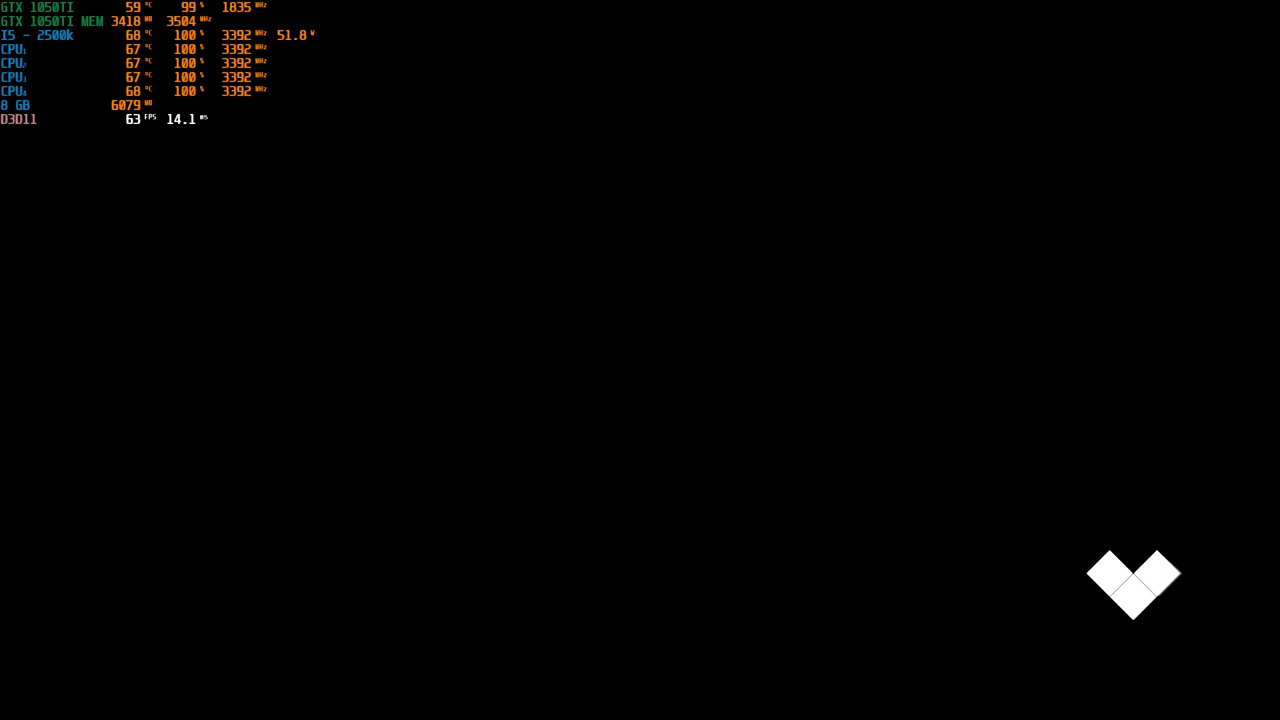 GTX 1050TI 59 °C 99 % 1835 MHz
GTX 1050TI MEM 3418 MB 3504 MHz
I5 - 2500k 68 °C 100 % 3392 MHz 51.8 W
CPU1 67 °C 100 % 3392 MHz
CPU2 67 °C 100 % 3392 MHz
CPU3 67 °C 100 % 3392 MHz
CPU4 68 °C 100 % 3392 MHz
8 GB 6079 MB
D3D11 63 FPS 14.1 ms